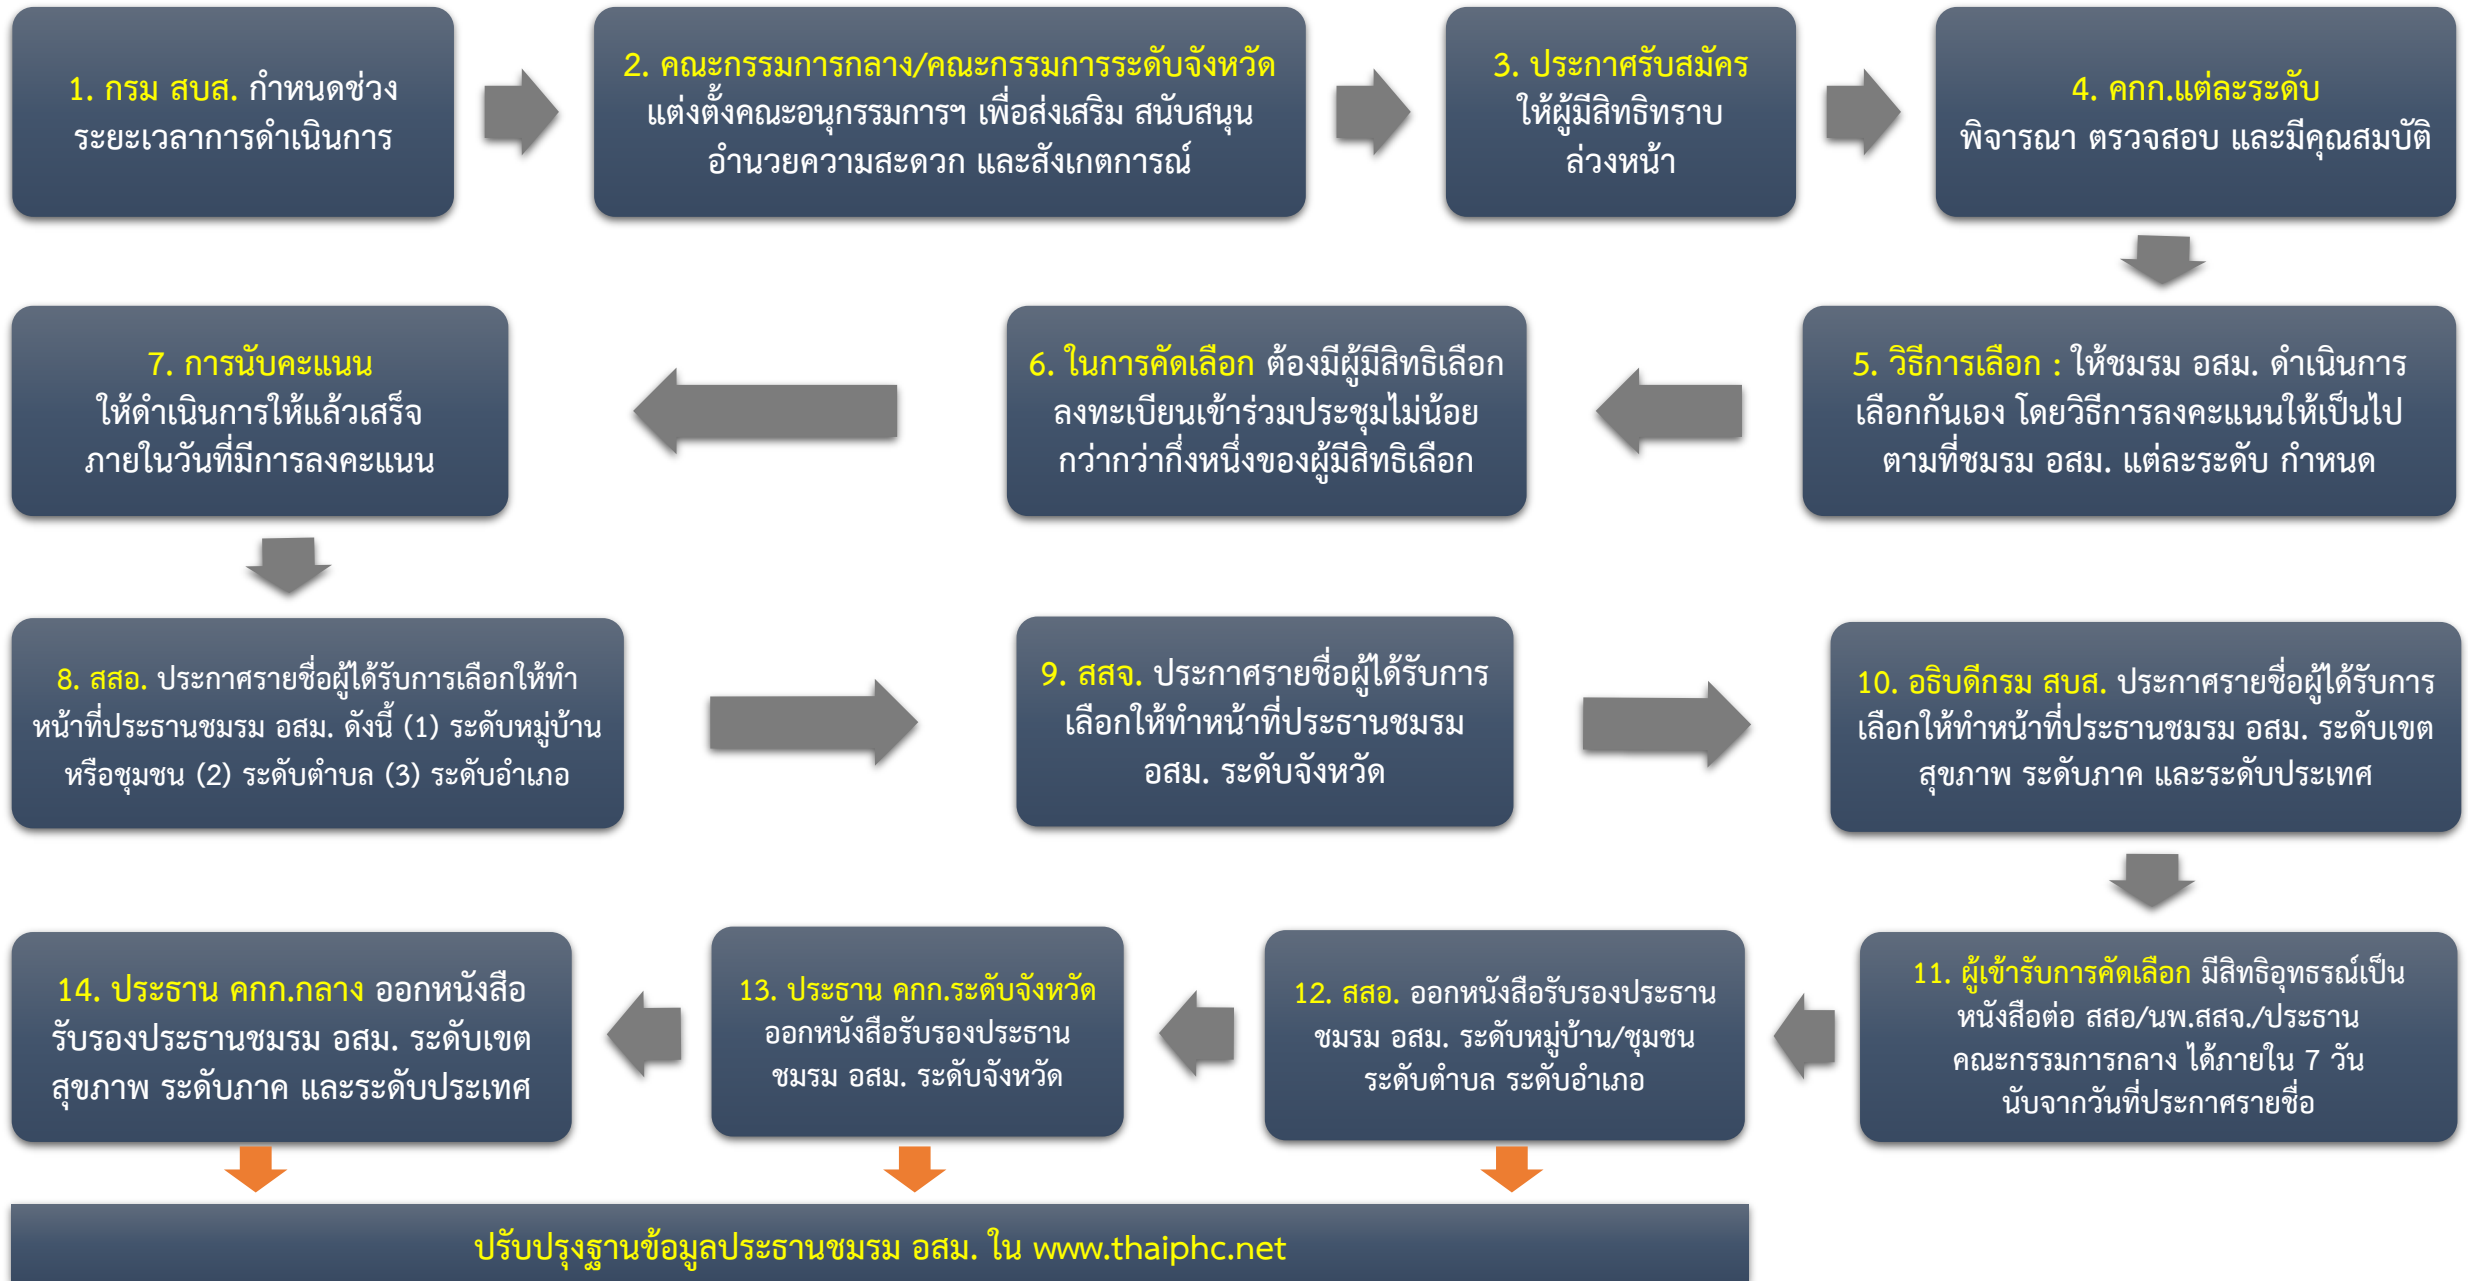 1. กรม สบส. กำหนดช่วง
ระยะเวลาการดำเนินการ
2. คณะกรรมการกลาง/คณะกรรมการระดับจังหวัด
แต่งตั้งคณะอนุกรรมการฯ เพื่อส่งเสริม สนับสนุน
อำนวยความสะดวก และสังเกตการณ์
3. ประกาศรับสมัคร
ให้ผู้มีสิทธิทราบ
ล่วงหน้า
4. คกก.แต่ละระดับ
พิจารณา ตรวจสอบ และมีคุณสมบัติ
5. วิธีการเลือก : ให้ชมรม อสม. ดำเนินการ
เลือกกันเอง โดยวิธีการลงคะแนนให้เป็นไป
ตามที่ชมรม อสม. แต่ละระดับ กำหนด
6. ในการคัดเลือก ต้องมีผู้มีสิทธิเลือก
ลงทะเบียนเข้าร่วมประชุมไม่น้อย
กว่ากว่ากึ่งหนึ่งของผู้มีสิทธิเลือก
7. การนับคะแนน
ให้ดำเนินการให้แล้วเสร็จ
ภายในวันที่มีการลงคะแนน
8. สสอ. ประกาศรายชื่อผู้ได้รับการเลือกให้ทำ
หน้าที่ประธานชมรม อสม. ดังนี้ (1) ระดับหมู่บ้าน
หรือชุมชน (2) ระดับตำบล (3) ระดับอำเภอ
9. สสจ. ประกาศรายชื่อผู้ได้รับการ
เลือกให้ทำหน้าที่ประธานชมรม
อสม. ระดับจังหวัด
10. อธิบดีกรม สบส. ประกาศรายชื่อผู้ได้รับการ
เลือกให้ทำหน้าที่ประธานชมรม อสม. ระดับเขต
สุขภาพ ระดับภาค และระดับประเทศ
11. ผู้เข้ารับการคัดเลือก มีสิทธิอุทธรณ์เป็น
หนังสือต่อ สสอ/นพ.สสจ./ประธาน
คณะกรรมการกลาง ได้ภายใน 7 วัน
นับจากวันที่ประกาศรายชื่อ
12. สสอ. ออกหนังสือรับรองประธาน
ชมรม อสม. ระดับหมู่บ้าน/ชุมชน
ระดับตำบล ระดับอำเภอ
13. ประธาน คกก.ระดับจังหวัด
ออกหนังสือรับรองประธาน
ชมรม อสม. ระดับจังหวัด
14. ประธาน คกก.กลาง ออกหนังสือ
รับรองประธานชมรม อสม. ระดับเขต
สุขภาพ ระดับภาค และระดับประเทศ
ปรับปรุงฐานข้อมูลประธานชมรม อสม. ใน www.thaiphc.net